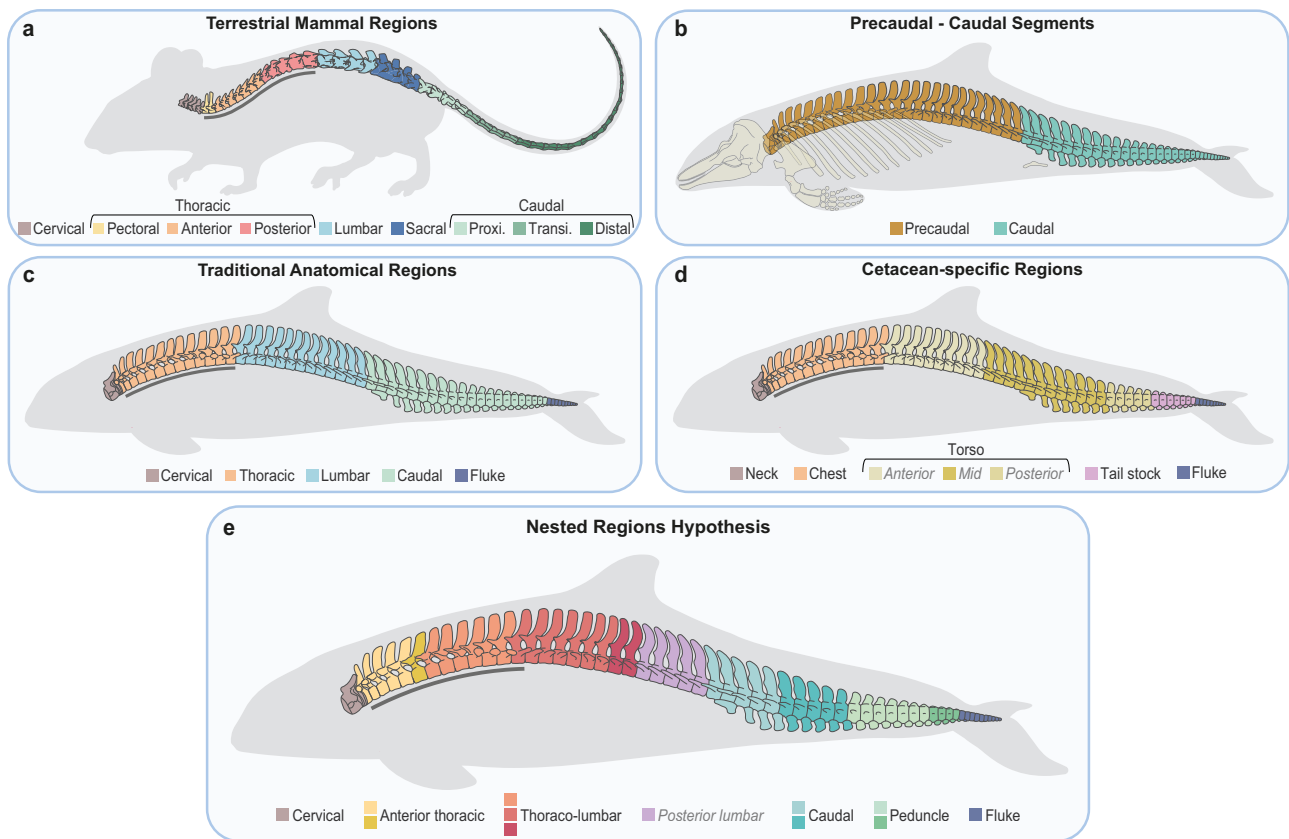 a
Terrestrial Mammal Regions
Thoracic
Caudal
Cervical Pectoral Anterior Posterior Lumbar Sacral Proxi. Transi. Distal
b
Precaudal - Caudal Segments
Precaudal Caudal
c
Traditional Anatomical Regions
Cervical Thoracic Lumbar Caudal Fluke
d
Cetacean-specific Regions
Torso
Neck Chest Anterior Mid Posterior Tail stock Fluke
e
Nested Regions Hypothesis
Cervical Anterior thoracic Thoraco-lumbar Posterior lumbar Caudal Peduncle Fluke